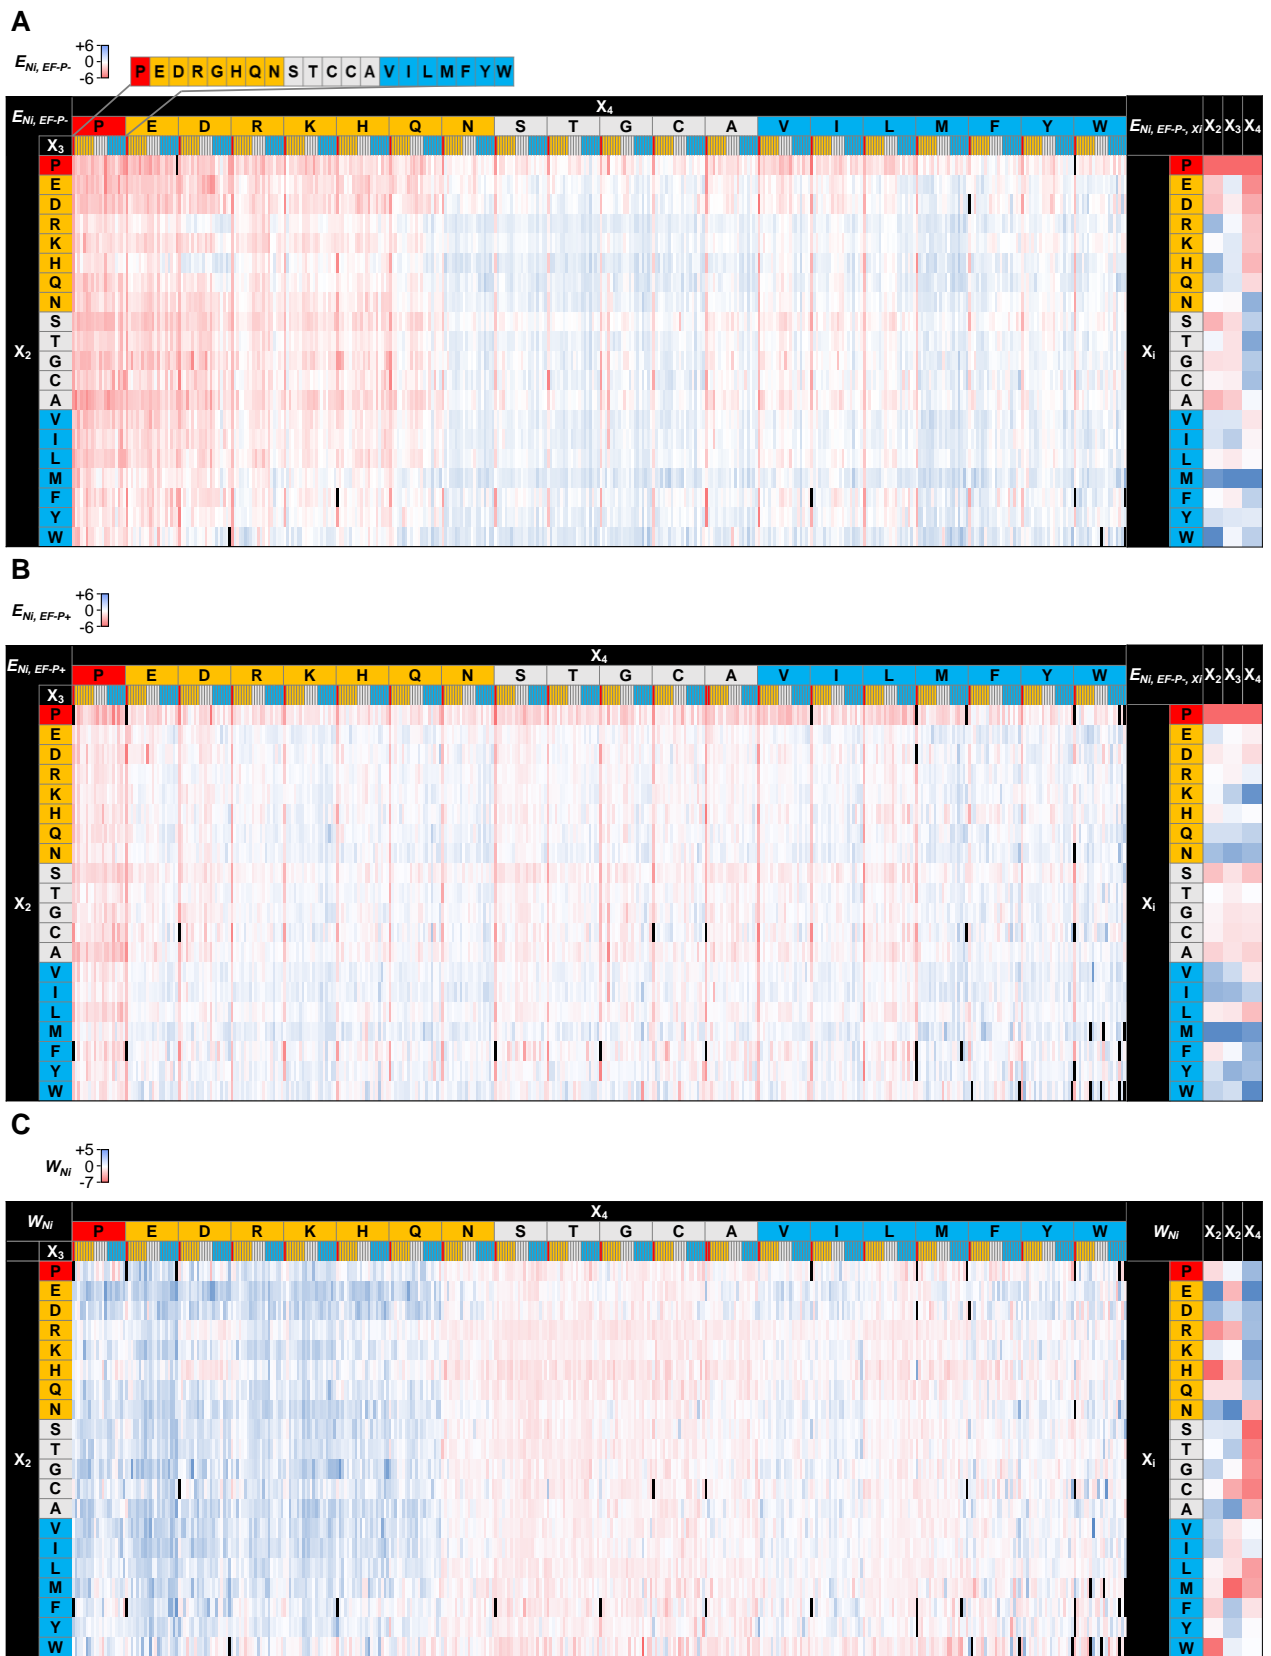 A
E_Ni, EF-P-
+6
0
-6
P E D R G H Q N S T C C A V I L M F Y W
E_Ni, EF-P-
X4
E_Ni, EF-P-, Xi X2 X3 X4
P E D R K H Q N S T G C A V I L M F Y W
X3
P P
E E
D D
R R
K K
H H
Q Q
N N
S S
T T
X2 Xi
G G
C C
A A
V V
I I
L L
M M
F F
Y Y
W W
B
E_Ni, EF-P+
+6
0
-6
E_Ni, EF-P+
X4
E_Ni, EF-P-, Xi X2 X3 X4
P E D R K H Q N S T G C A V I L M F Y W
X3
P P
E E
D D
R R
K K
H H
Q Q
N N
S S
T T
X2 Xi
G G
C C
A A
V V
I I
L L
M M
F F
Y Y
W W
C
W_Ni
+5
0
-7
W_Ni
X4
W_Ni X2 X2 X4
P E D R K H Q N S T G C A V I L M F Y W
X3
P P
E E
D D
R R
K K
H H
Q Q
N N
S S
T T
X2 Xi
G G
C C
A A
V V
I I
L L
M M
F F
Y Y
W W